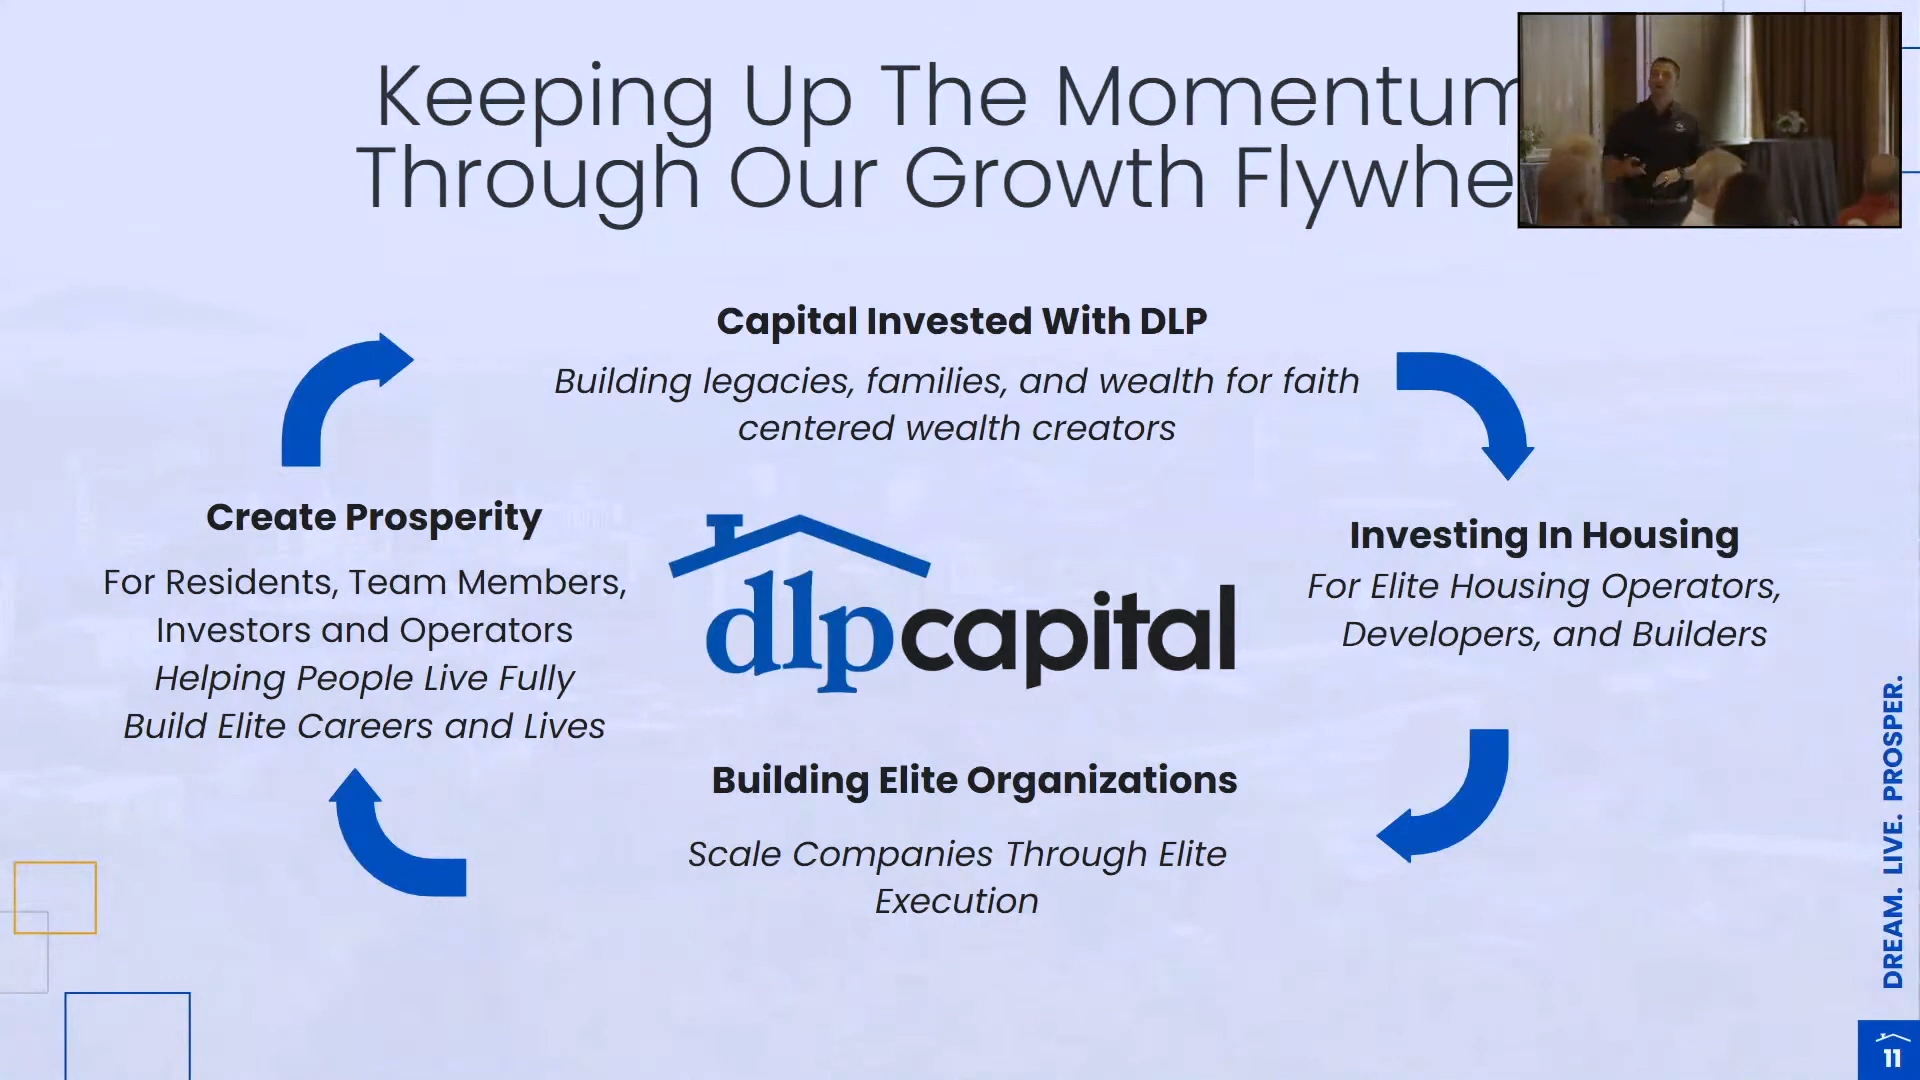 Keeping Up The Momentum
Through Our Growth Flywhe
Capital Invested With DLP
Building legacies, families, and wealth for faith
centered wealth creators
Create Prosperity
For Residents, Team Members,
Investors and Operators
Helping People Live Fully
Build Elite Careers and Lives
dlpcapital
Investing In Housing
For Elite Housing Operators,
Developers, and Builders
Building Elite Organizations
Scale Companies Through Elite
Execution
DREAM. LIVE. PROSPER.
11